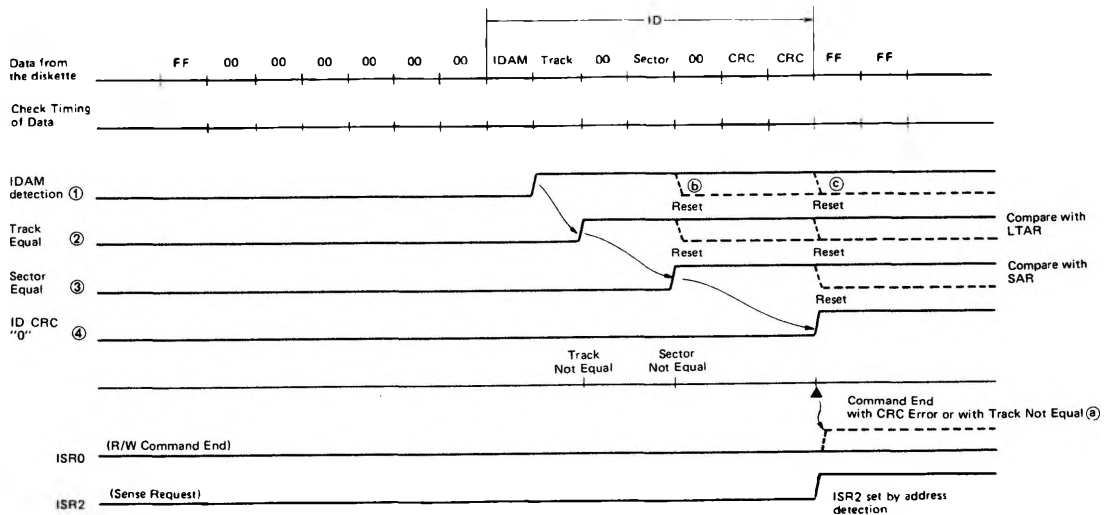 ID
Data from
the diskette
FF 00 00 00 00 00 00 IDAM Track 00 Sector 00 CRC CRC FF FF
Check Timing
of Data
IDAM
detection ①
ⓑ ⓒ
Reset Reset
Track
Equal ②
Compare with
LTAR
Reset Reset
Sector
Equal ③
Compare with
SAR
Reset
ID CRC
"0" ④
Track
Not Equal
Sector
Not Equal
Command End
with CRC Error or with Track Not Equal ⓐ
(R/W Command End)
ISR0
(Sense Request)
ISR2
ISR2 set by address
detection